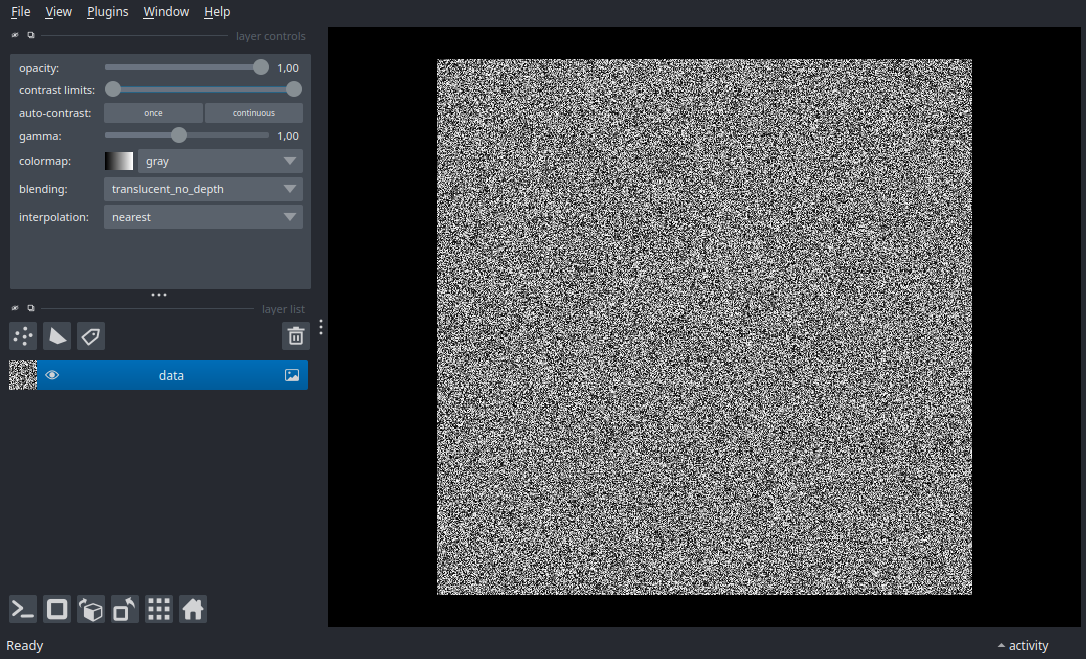 File View Plugins Window Help
layer controls
opacity: 1,00
contrast limits:
auto-contrast: once continuous
gamma: 1,00
colormap: gray
blending: translucent_no_depth
interpolation: nearest
layer list
data
Ready activity